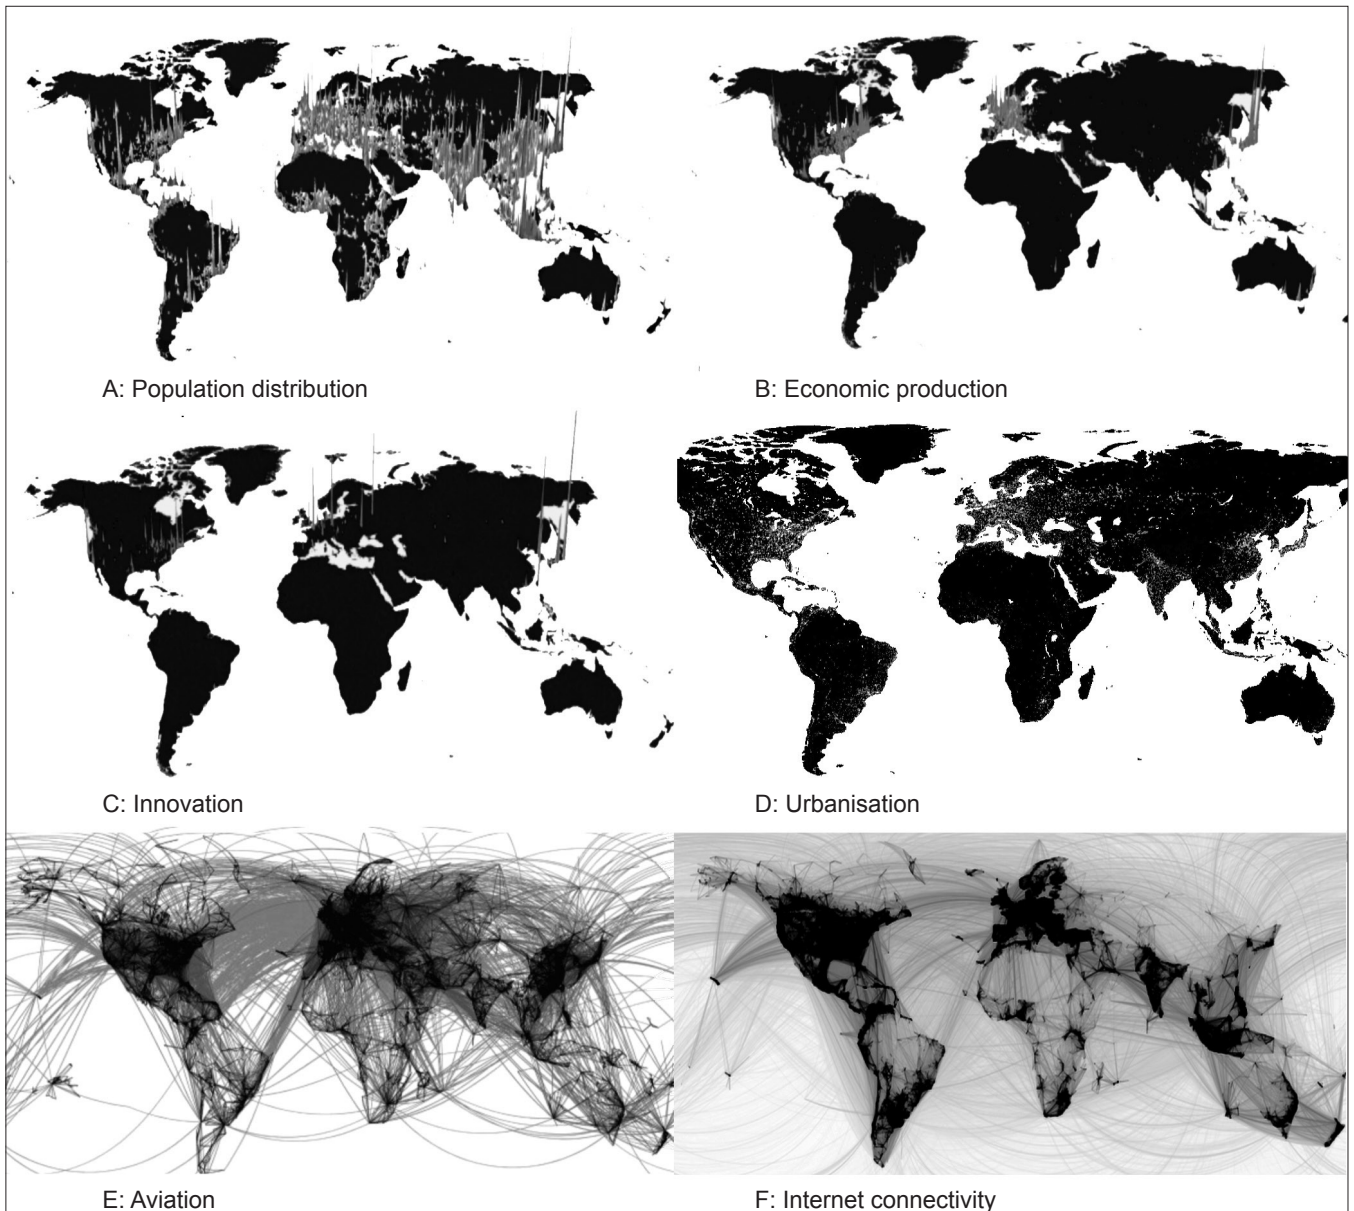 A: Population distribution
B: Economic production
C: Innovation
D: Urbanisation
E: Aviation
F: Internet connectivity